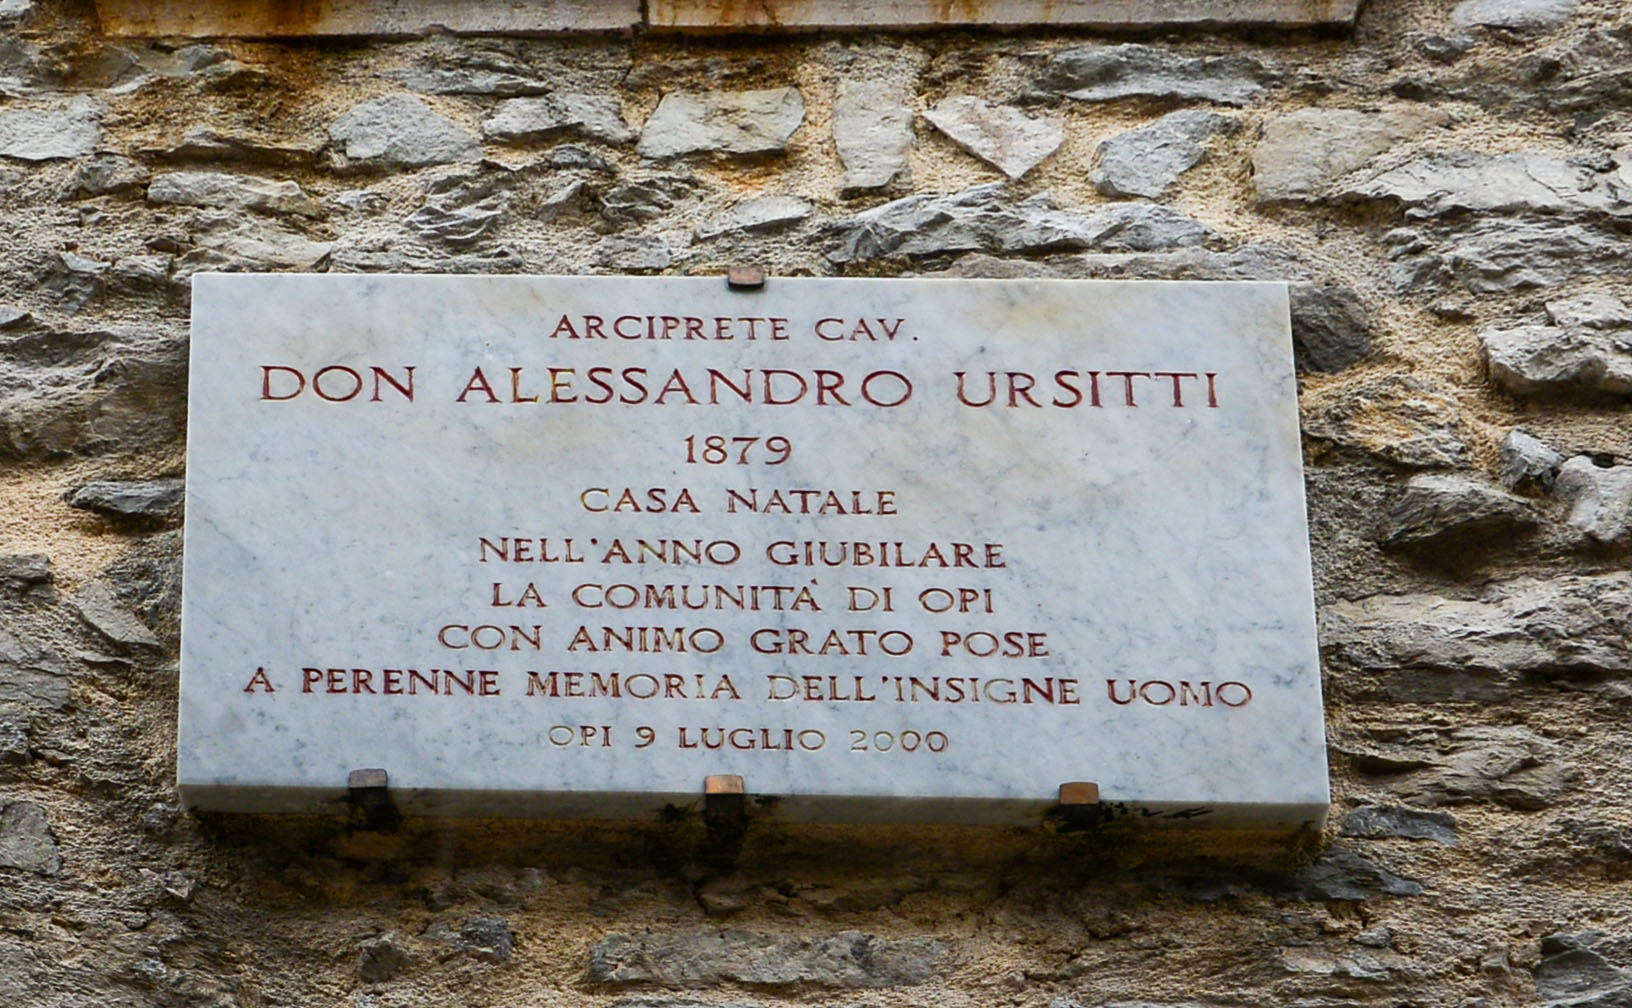 ARCIPRETE CAV.
DON ALESSANDRO URSITTI
1879
CASA NATALE
NELL'ANNO GIUBILARE
LA COMUNITÀ DI OPI
CON ANIMO GRATO POSE
A PERENNE MEMORIA DELL'INSIGNE UOMO
OPI 9 LUGLIO 2000